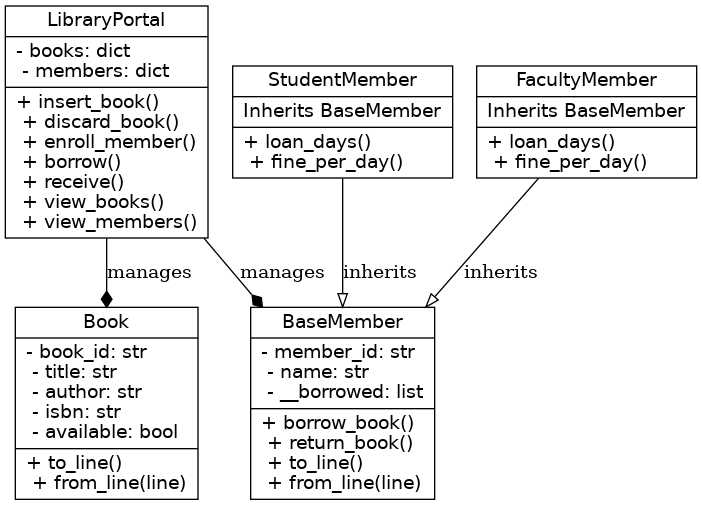 LibraryPortal
- books: dict
- members: dict
+ insert_book()
+ discard_book()
+ enroll_member()
+ borrow()
+ receive()
+ view_books()
+ view_members()
StudentMember
Inherits BaseMember
+ loan_days()
+ fine_per_day()
FacultyMember
Inherits BaseMember
+ loan_days()
+ fine_per_day()
manages
manages
inherits
inherits
Book
- book_id: str
- title: str
- author: str
- isbn: str
- available: bool
+ to_line()
+ from_line(line)
BaseMember
- member_id: str
- name: str
- __borrowed: list
+ borrow_book()
+ return_book()
+ to_line()
+ from_line(line)